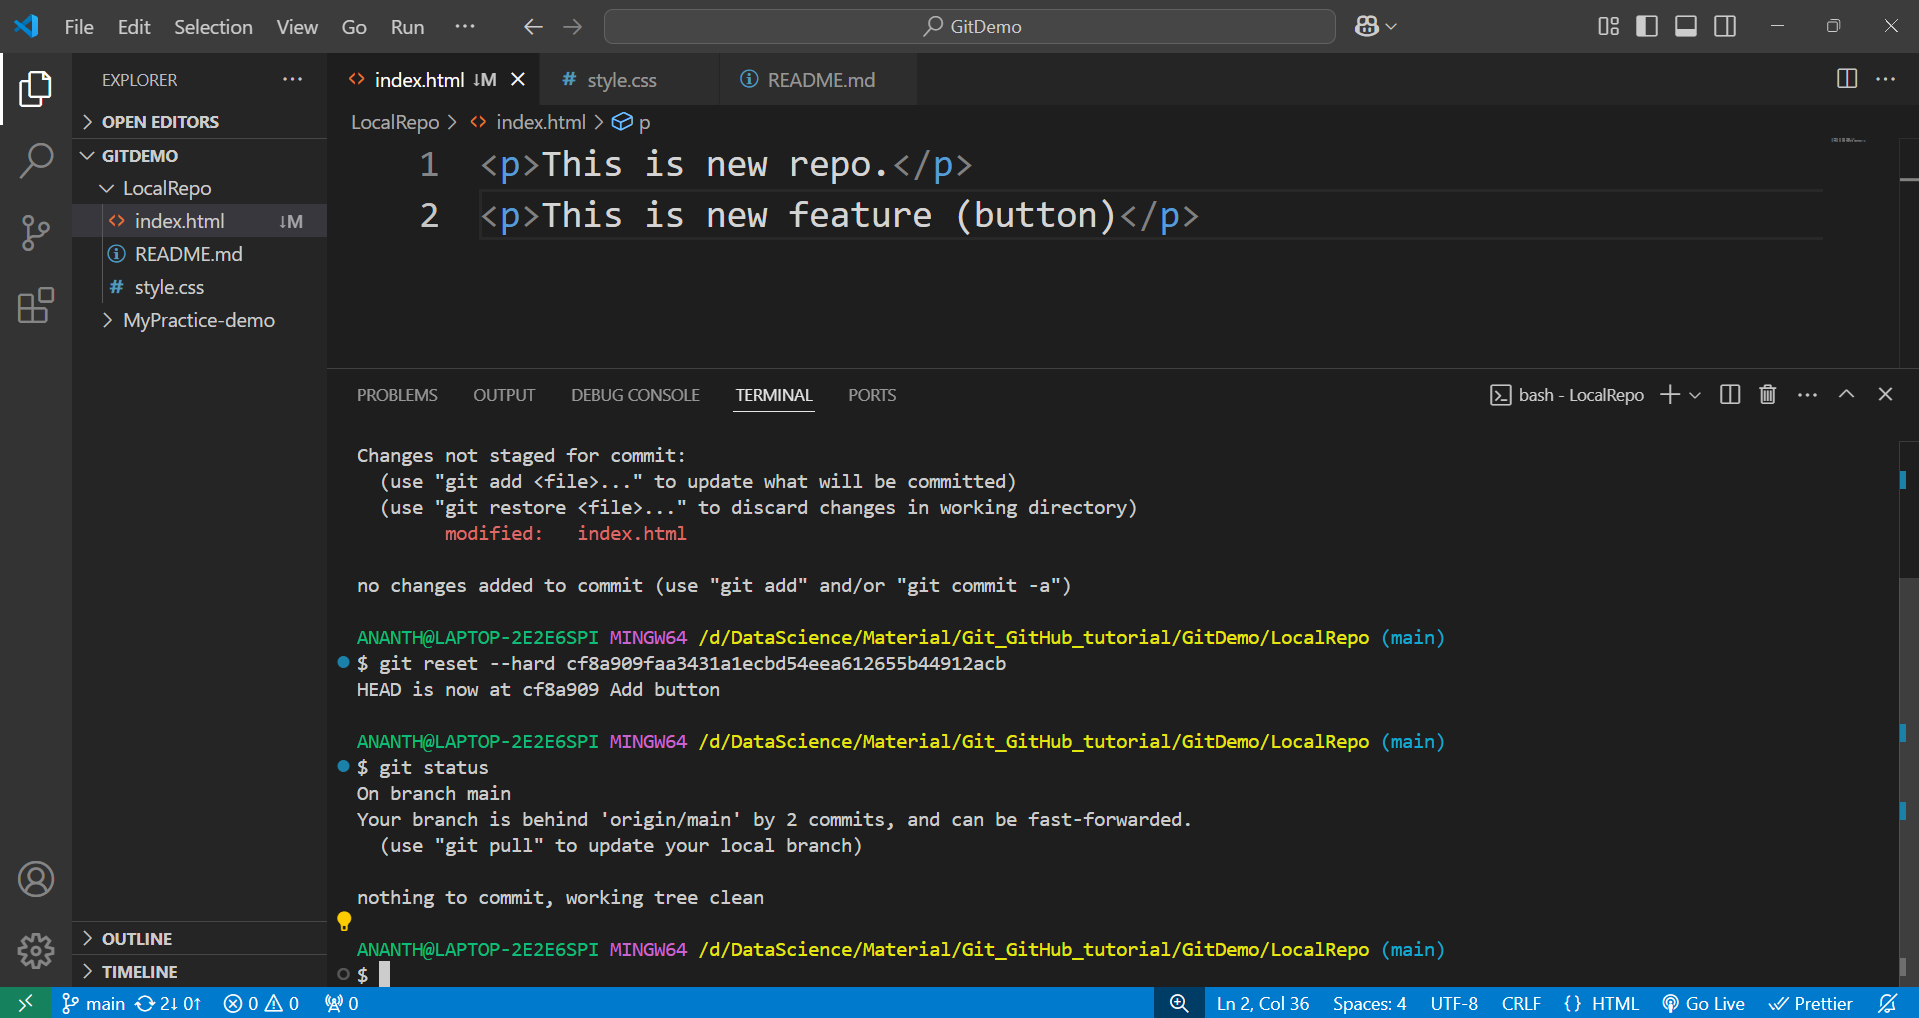 File Edit Selection View Go Run ··· GitDemo
EXPLORER ···
OPEN EDITORS
GITDEMO
LocalRepo
index.html ↓M
README.md
style.css
MyPractice-demo
OUTLINE
TIMELINE
index.html ↓M style.css README.md
LocalRepo > index.html > p
1 <p>This is new repo.</p>
2 <p>This is new feature (button)</p>
PROBLEMS OUTPUT DEBUG CONSOLE TERMINAL PORTS bash - LocalRepo
Changes not staged for commit:
(use "git add <file>..." to update what will be committed)
(use "git restore <file>..." to discard changes in working directory)
modified: index.html
no changes added to commit (use "git add" and/or "git commit -a")
ANANTH@LAPTOP-2E2E6SPI MINGW64 /d/DataScience/Material/Git_GitHub_tutorial/GitDemo/LocalRepo (main)
$ git reset --hard cf8a909faa3431a1ecbd54eea612655b44912acb
HEAD is now at cf8a909 Add button
ANANTH@LAPTOP-2E2E6SPI MINGW64 /d/DataScience/Material/Git_GitHub_tutorial/GitDemo/LocalRepo (main)
$ git status
On branch main
Your branch is behind 'origin/main' by 2 commits, and can be fast-forwarded.
(use "git pull" to update your local branch)
nothing to commit, working tree clean
ANANTH@LAPTOP-2E2E6SPI MINGW64 /d/DataScience/Material/Git_GitHub_tutorial/GitDemo/LocalRepo (main)
$
main 2↓ 0↑ 0 0 0 Ln 2, Col 36 Spaces: 4 UTF-8 CRLF {} HTML Go Live Prettier